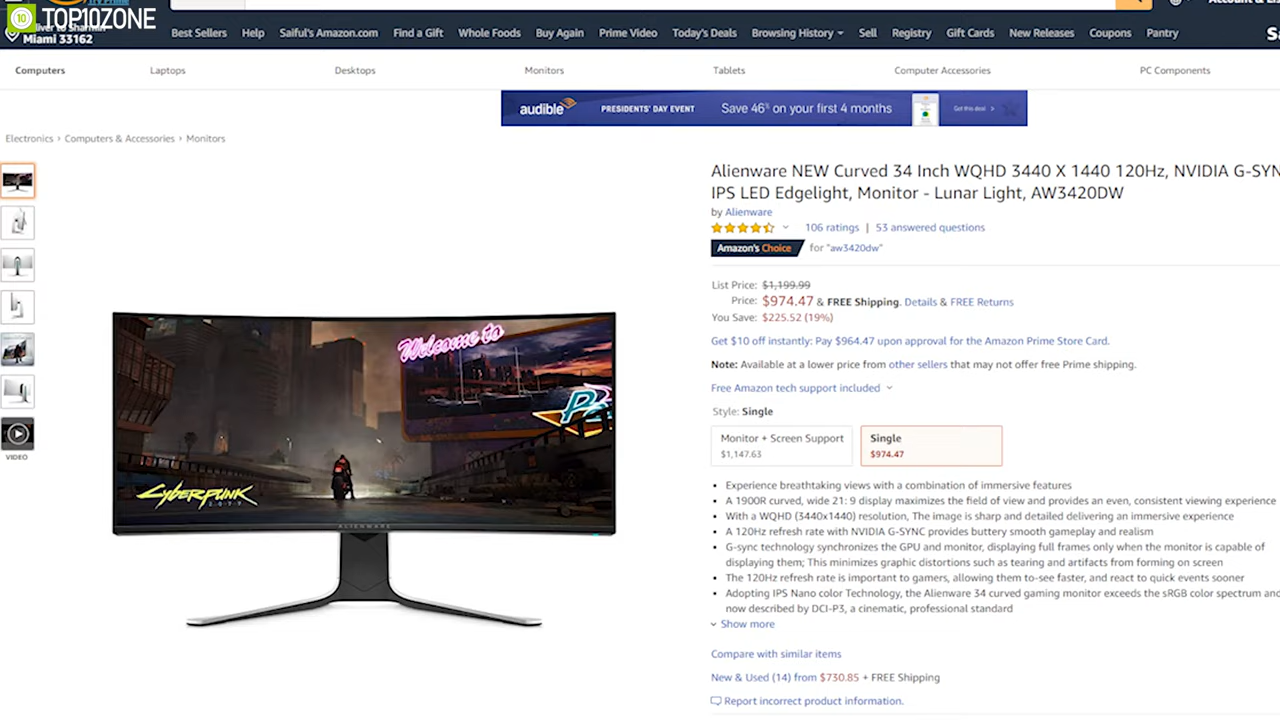 TOP10ZONE
Try Prime
Deliver to Sharmin
Miami 33162
Best Sellers Help Saiful's Amazon.com Find a Gift Whole Foods Buy Again Prime Video Today's Deals Browsing History Sell Registry Gift Cards New Releases Coupons Pantry
Computers Laptops Desktops Monitors Tablets Computer Accessories PC Components
audible PRESIDENTS' DAY EVENT Save 46% on your first 4 months Get this deal >
Electronics › Computers & Accessories › Monitors
Alienware NEW Curved 34 Inch WQHD 3440 X 1440 120Hz, NVIDIA G-SYN
IPS LED Edgelight, Monitor - Lunar Light, AW3420DW
by Alienware
106 ratings | 53 answered questions
Amazon's Choice for "aw3420dw"
List Price: $1,199.99
Price: $974.47 & FREE Shipping. Details & FREE Returns
You Save: $225.52 (19%)
Get $10 off instantly: Pay $964.47 upon approval for the Amazon Prime Store Card.
Note: Available at a lower price from other sellers that may not offer free Prime shipping.
Free Amazon tech support included
Style: Single
Monitor + Screen Support
$1,147.63
Single
$974.47
• Experience breathtaking views with a combination of immersive features
• A 1900R curved, wide 21: 9 display maximizes the field of view and provides an even, consistent viewing experience
• With a WQHD (3440x1440) resolution, The image is sharp and detailed delivering an immersive experience
• A 120Hz refresh rate with NVIDIA G-SYNC provides buttery smooth gameplay and realism
• G-sync technology synchronizes the GPU and monitor, displaying full frames only when the monitor is capable of
displaying them; This minimizes graphic distortions such as tearing and artifacts from forming on screen
• The 120Hz refresh rate is important to gamers, allowing them to-see faster, and react to quick events sooner
• Adopting IPS Nano color Technology, the Alienware 34 curved gaming monitor exceeds the sRGB color spectrum and
now described by DCI-P3, a cinematic, professional standard
Show more
Compare with similar items
New & Used (14) from $730.85 + FREE Shipping
Report incorrect product information.
VIDEO
Welcome to
CYBERPUNK
2077
ALIENWARE